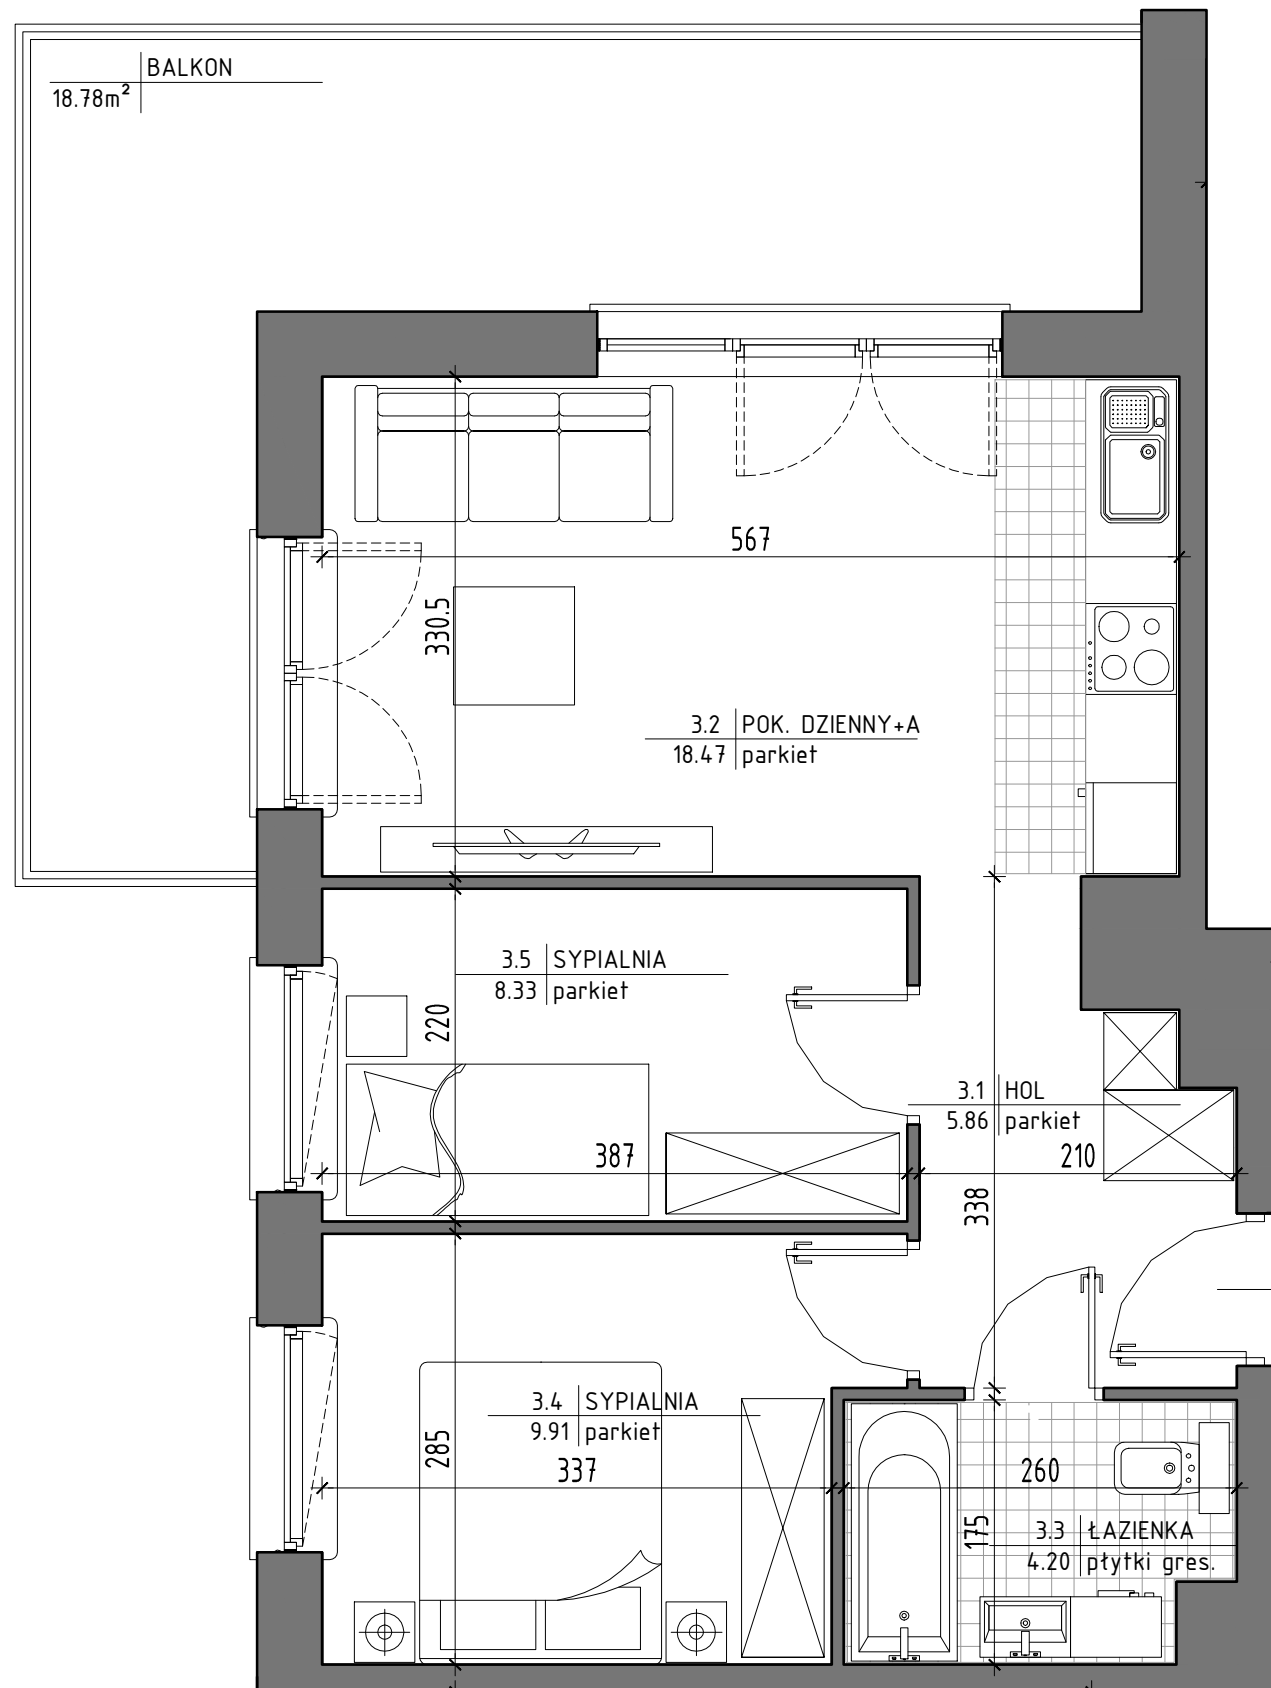 BALKON
18.78m²
567
330.5
3.2 POK. DZIENNY+A
18.47 parkiet
3.5 SYPIALNIA
8.33 parkiet
220
3.1 HOL
5.86 parkiet
387
210
338
3.4 SYPIALNIA
9.91 parkiet
285
337
260
175
3.3 ŁAZIENKA
4.20 płytki gres.